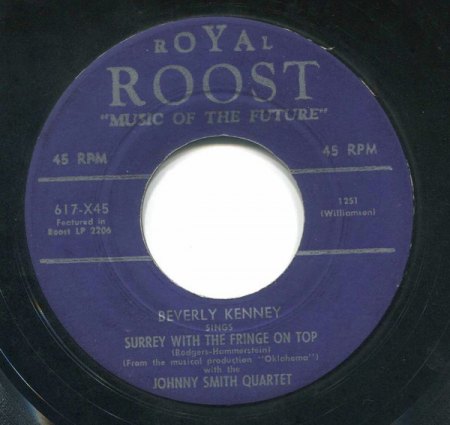 ROYAL
ROOST
"MUSIC OF THE FUTURE"
45 RPM 45 RPM
617-X45
Featured in
Roost LP 2206
1251
(Williamson)
BEVERLY KENNEY
SINGS
SURREY WITH THE FRINGE ON TOP
(Rodgers-Hammerstein)
(From the musical production "Oklahoma")
with the
JOHNNY SMITH QUARTET